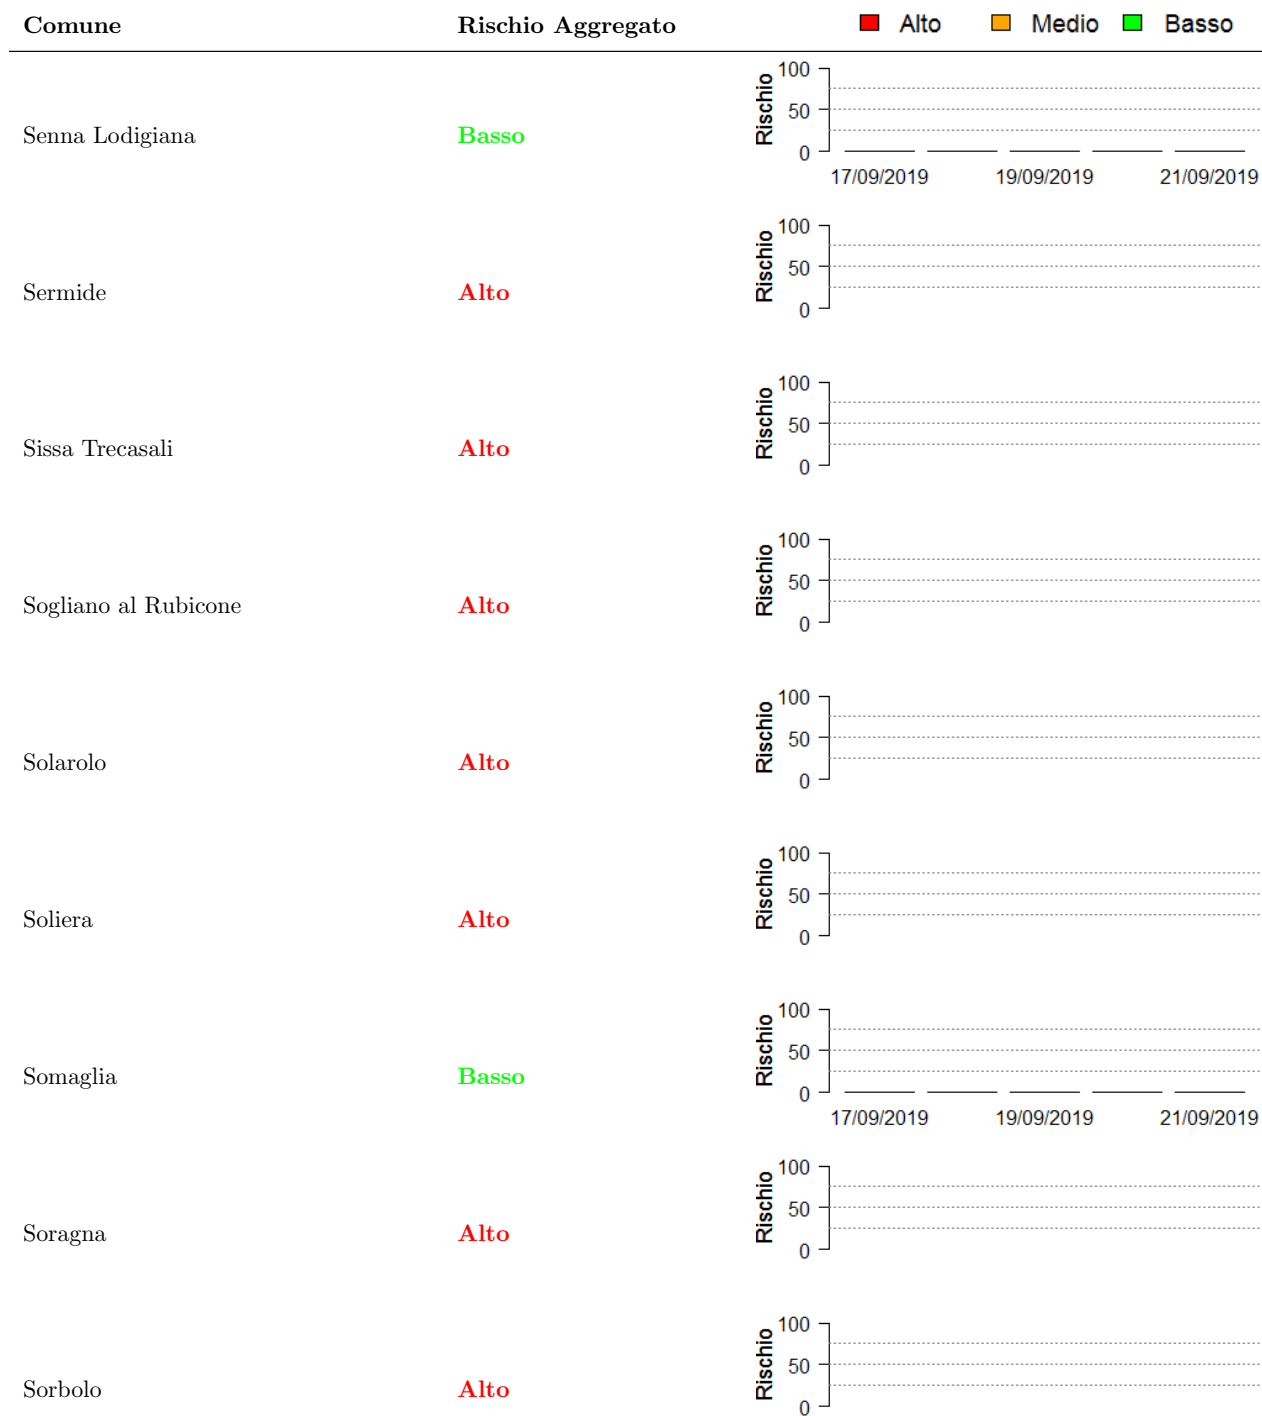 Comune Rischio Aggregato Alto Medio Basso
100
50
0
Rischio
Senna Lodigiana Basso
17/09/2019 19/09/2019 21/09/2019
100
50
0
Rischio
Sermide Alto
100
50
0
Rischio
Sissa Trecasali Alto
100
50
0
Rischio
Sogliano al Rubicone Alto
100
50
0
Rischio
Solarolo Alto
100
50
0
Rischio
Soliera Alto
100
50
0
Rischio
Somaglia Basso
17/09/2019 19/09/2019 21/09/2019
100
50
0
Rischio
Soragna Alto
100
50
0
Rischio
Sorbolo Alto